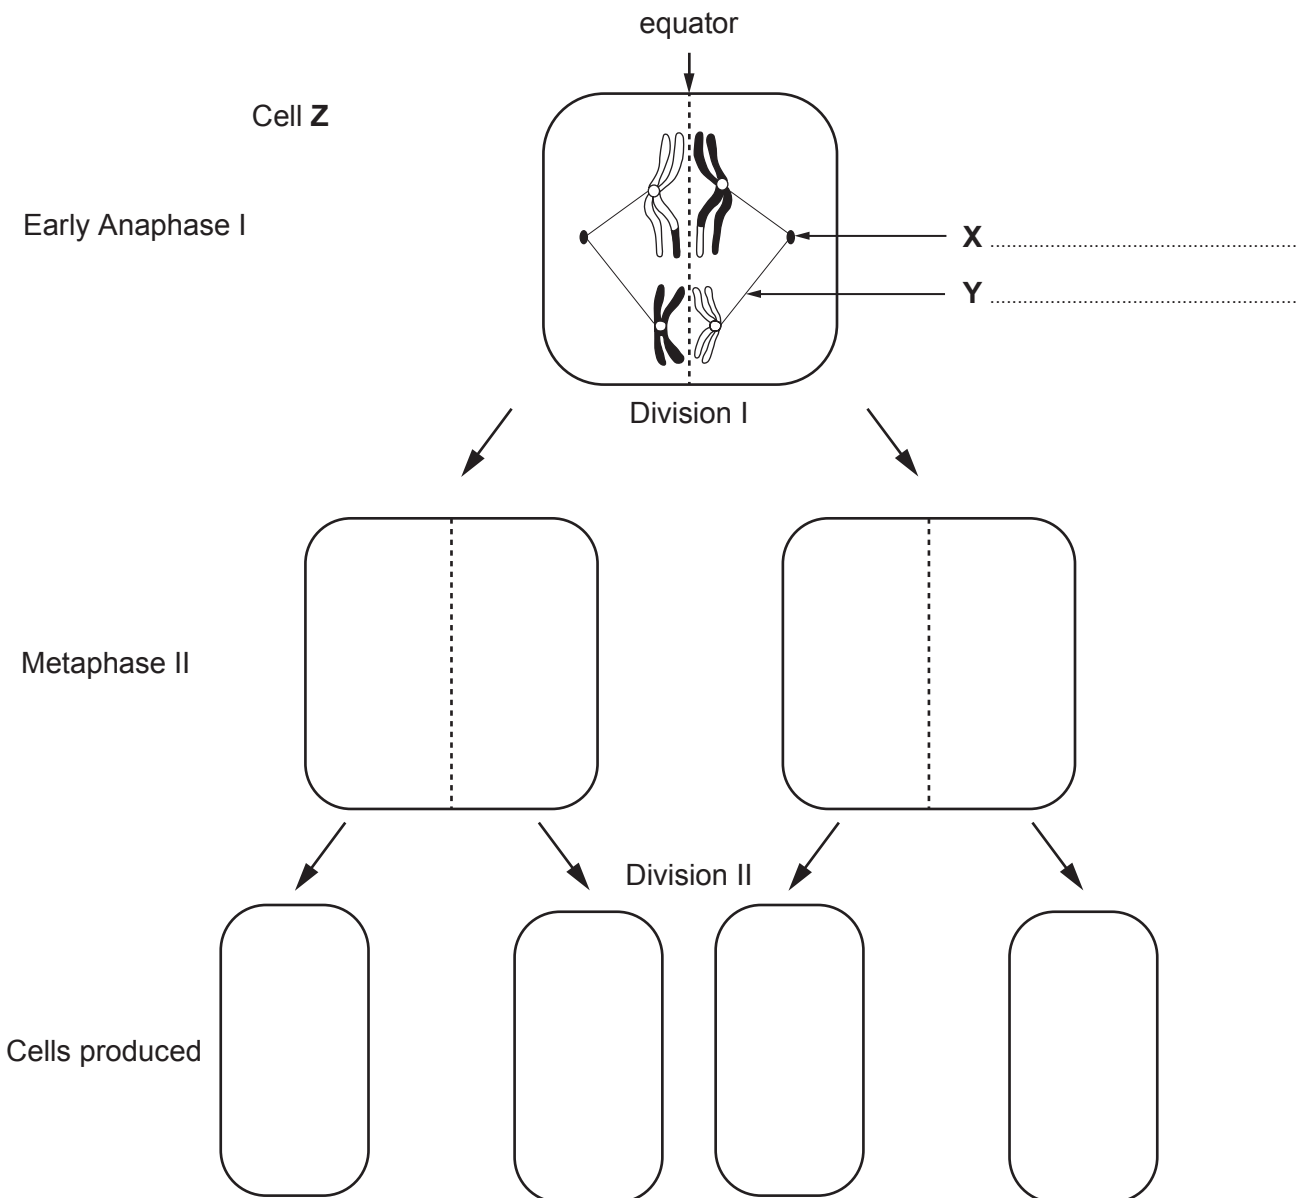 equator
Cell Z
Early Anaphase I
X ........................................................
Y ........................................................
Division I
Metaphase II
Division II
Cells produced